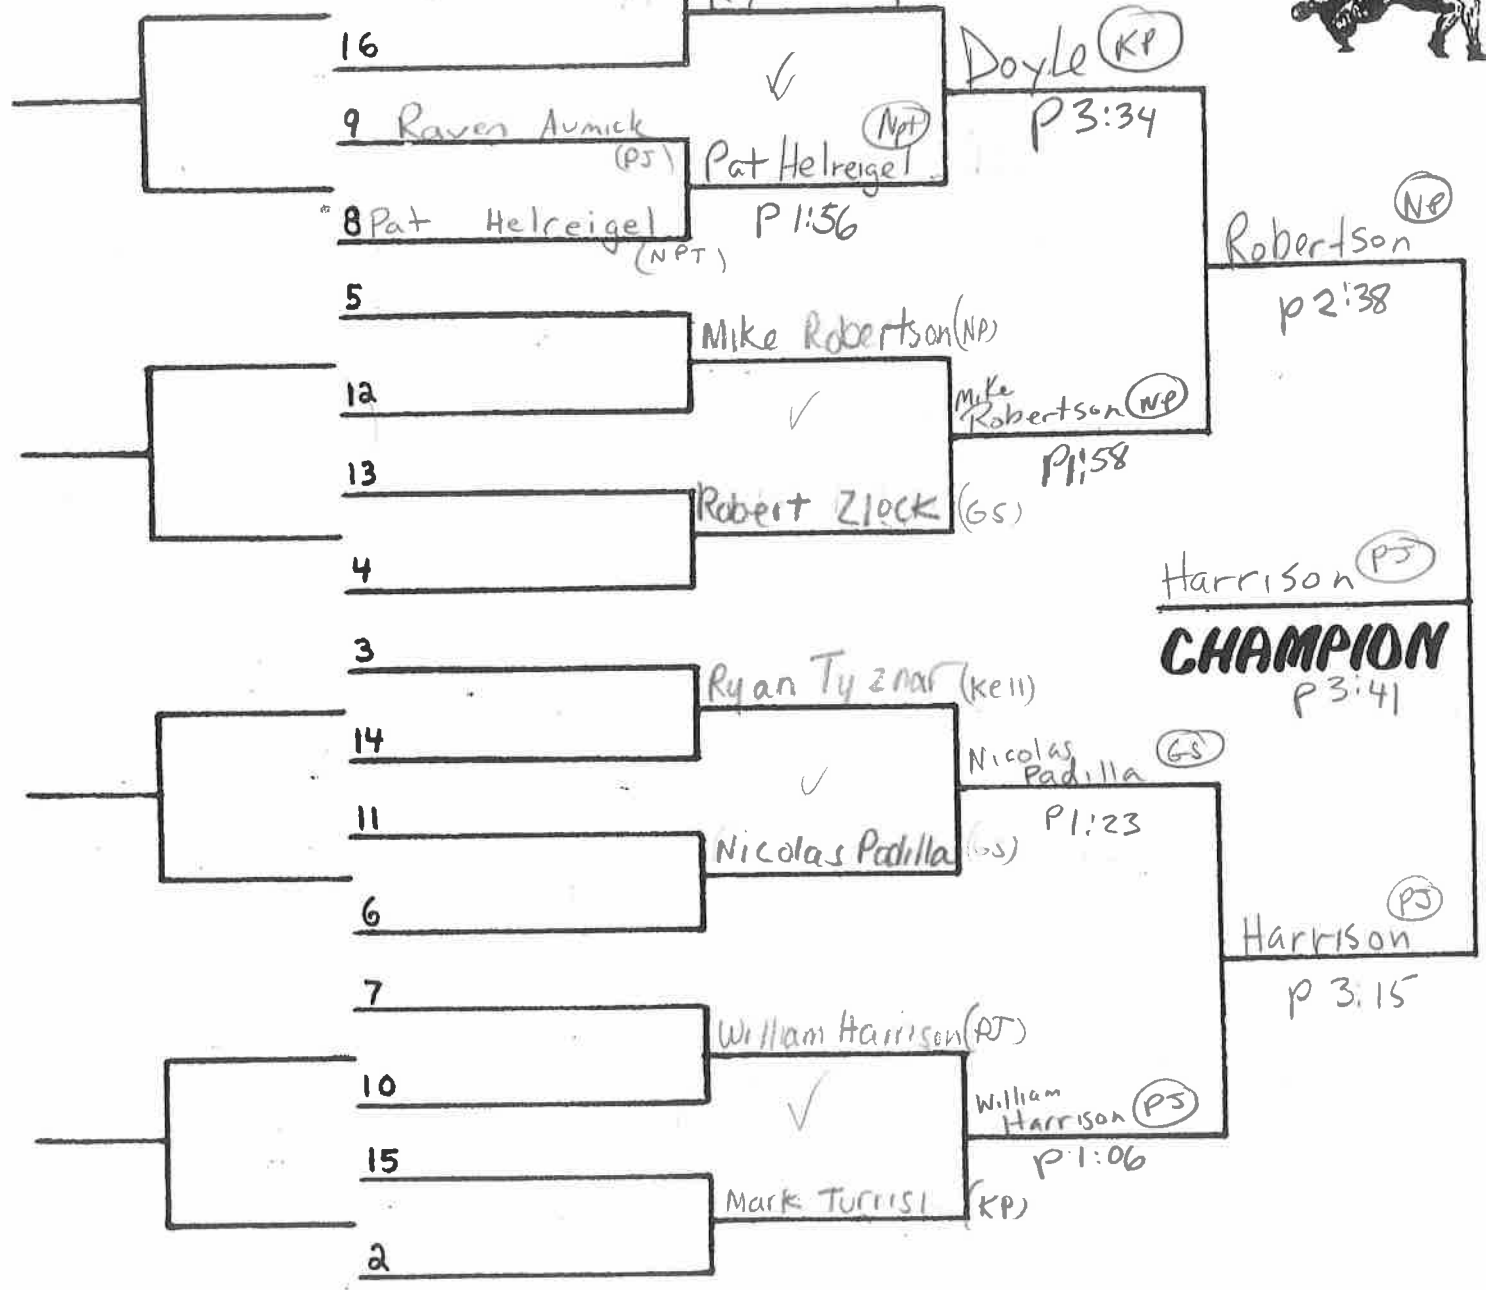 16
Doyle KP
P 3:34
9 Raven Aumick
(PJ)
Npt
Pat Helreigel
P 1:56
8 Pat Helreigel
(NPT)
NP
Robertson
P 2:38
5
Mike Robertson (NP)
12
Mike
Robertson NP
P 1:58
13
Robert Zlock (GS)
4
Harrison PJ
CHAMPION
P 3:41
3
Ryan Tyznar (Kell)
14
Nicolas GS
Padilla
P 1:23
11
Nicolas Padilla (GS)
6
PJ
Harrison
P 3:15
7
William Harrison (PJ)
10
William
Harrison PJ
P 1:06
15
Mark Turrisi (KP)
2